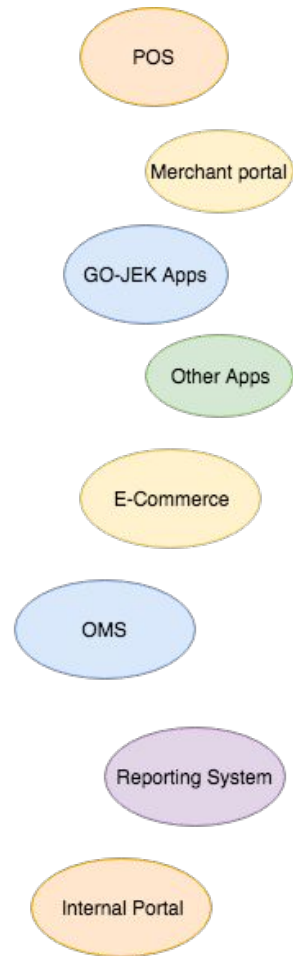 POS
Merchant portal
GO-JEK Apps
Other Apps
E-Commerce
OMS
Reporting System
Internal Portal